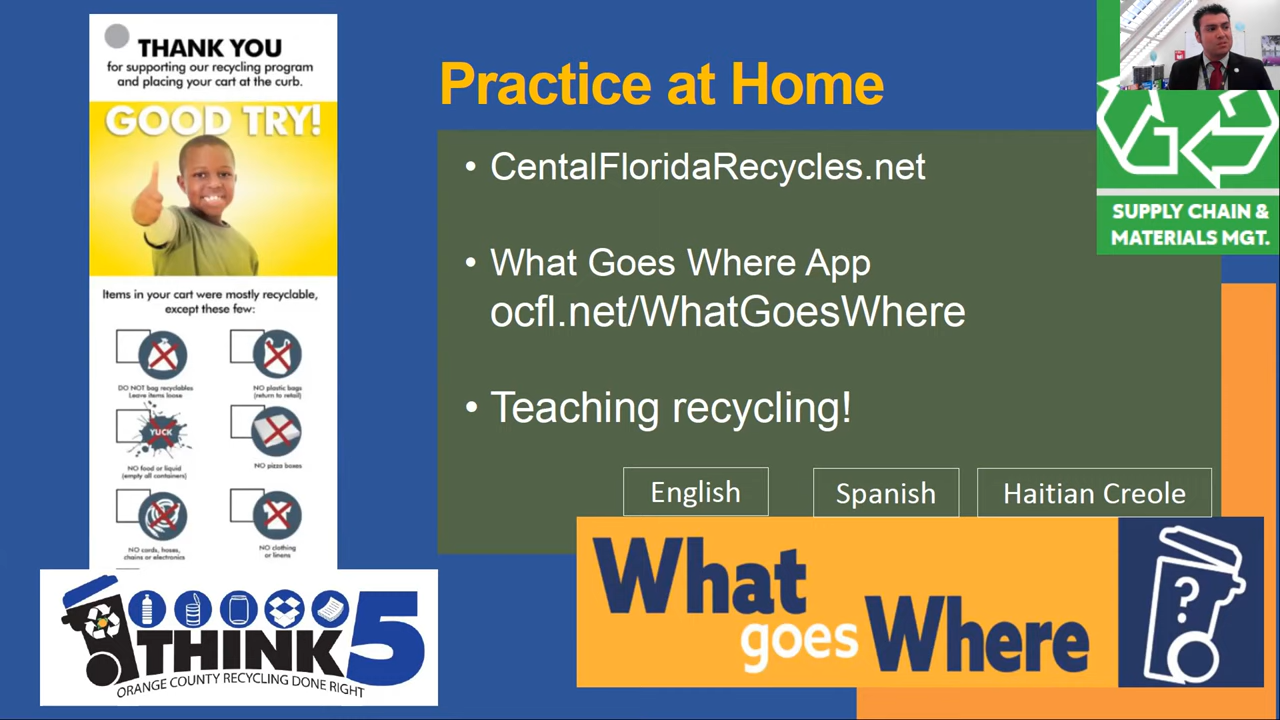 THANK YOU
for supporting our recycling program
and placing your cart at the curb.
GOOD TRY!
Items in your cart were mostly recyclable,
except these few:
DO NOT bag recyclables
Leave items loose
NO plastic bags
(return to retail)
YUCK
NO food or liquid
(empty all containers)
NO pizza boxes
NO cords, hoses,
chains or electronics
NO clothing
or linens
THINK 5
ORANGE COUNTY RECYCLING DONE RIGHT
Practice at Home
• CentalFloridaRecycles.net
• What Goes Where App
ocfl.net/WhatGoesWhere
• Teaching recycling!
English
Spanish
Haitian Creole
What
goes Where
?
SUPPLY CHAIN &
MATERIALS MGT.